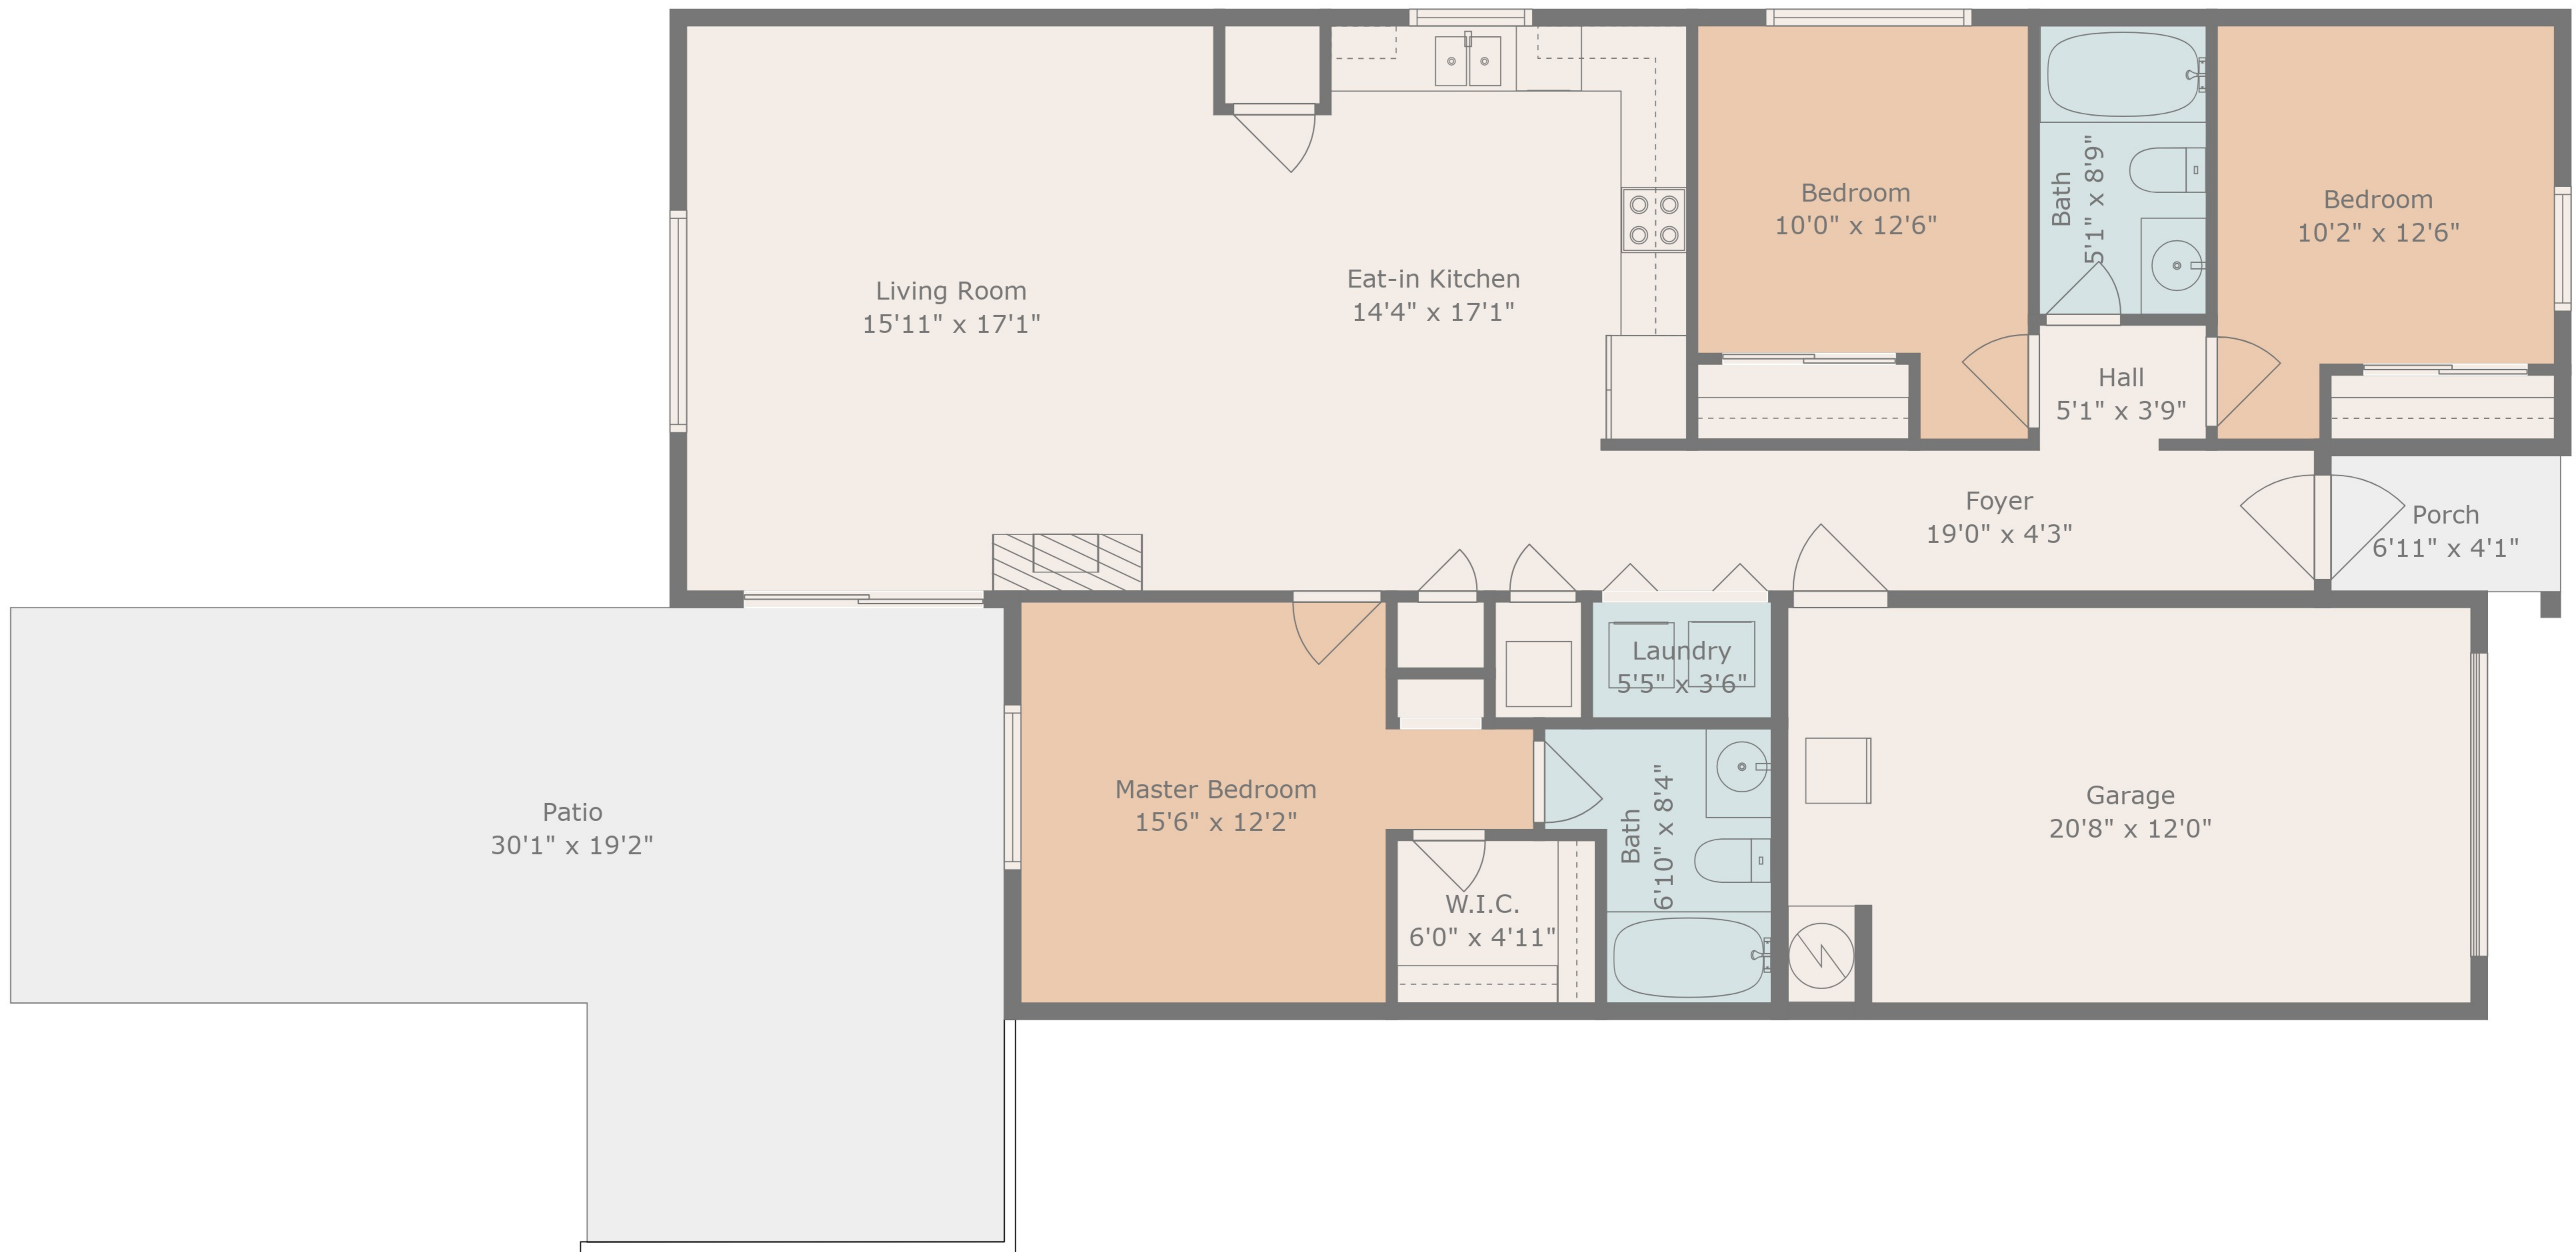 Living Room
15'11" x 17'1"
Eat-in Kitchen
14'4" x 17'1"
Bedroom
10'0" x 12'6"
Bath
5'1" x 8'9"
Bedroom
10'2" x 12'6"
Hall
5'1" x 3'9"
Foyer
19'0" x 4'3"
Porch
6'11" x 4'1"
Laundry
5'5" x 3'6"
Patio
30'1" x 19'2"
Master Bedroom
15'6" x 12'2"
Bath
6'10" x 8'4"
W.I.C.
6'0" x 4'11"
Garage
20'8" x 12'0"